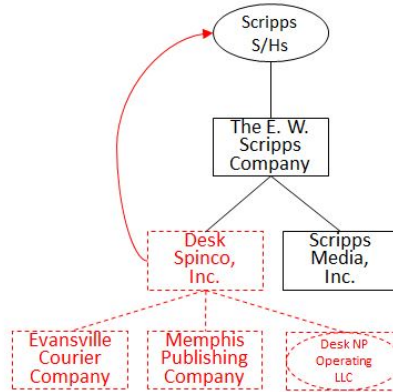 Scripps
S/Hs
The E. W.
Scripps
Company
Desk
Spinco,
Inc.
Scripps
Media,
Inc.
Evansville
Courier
Company
Memphis
Publishing
Company
Desk NP
Operating
LLC